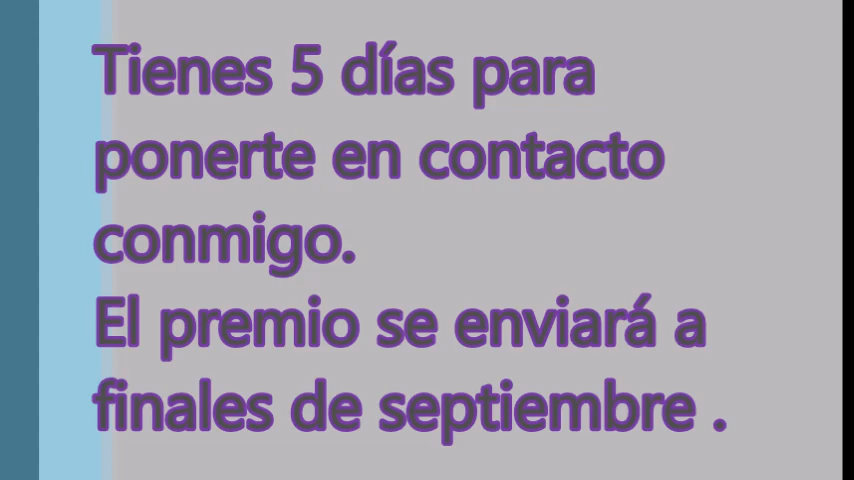 Tienes 5 días para
ponerte en contacto
conmigo.
El premio se enviará a
finales de septiembre .